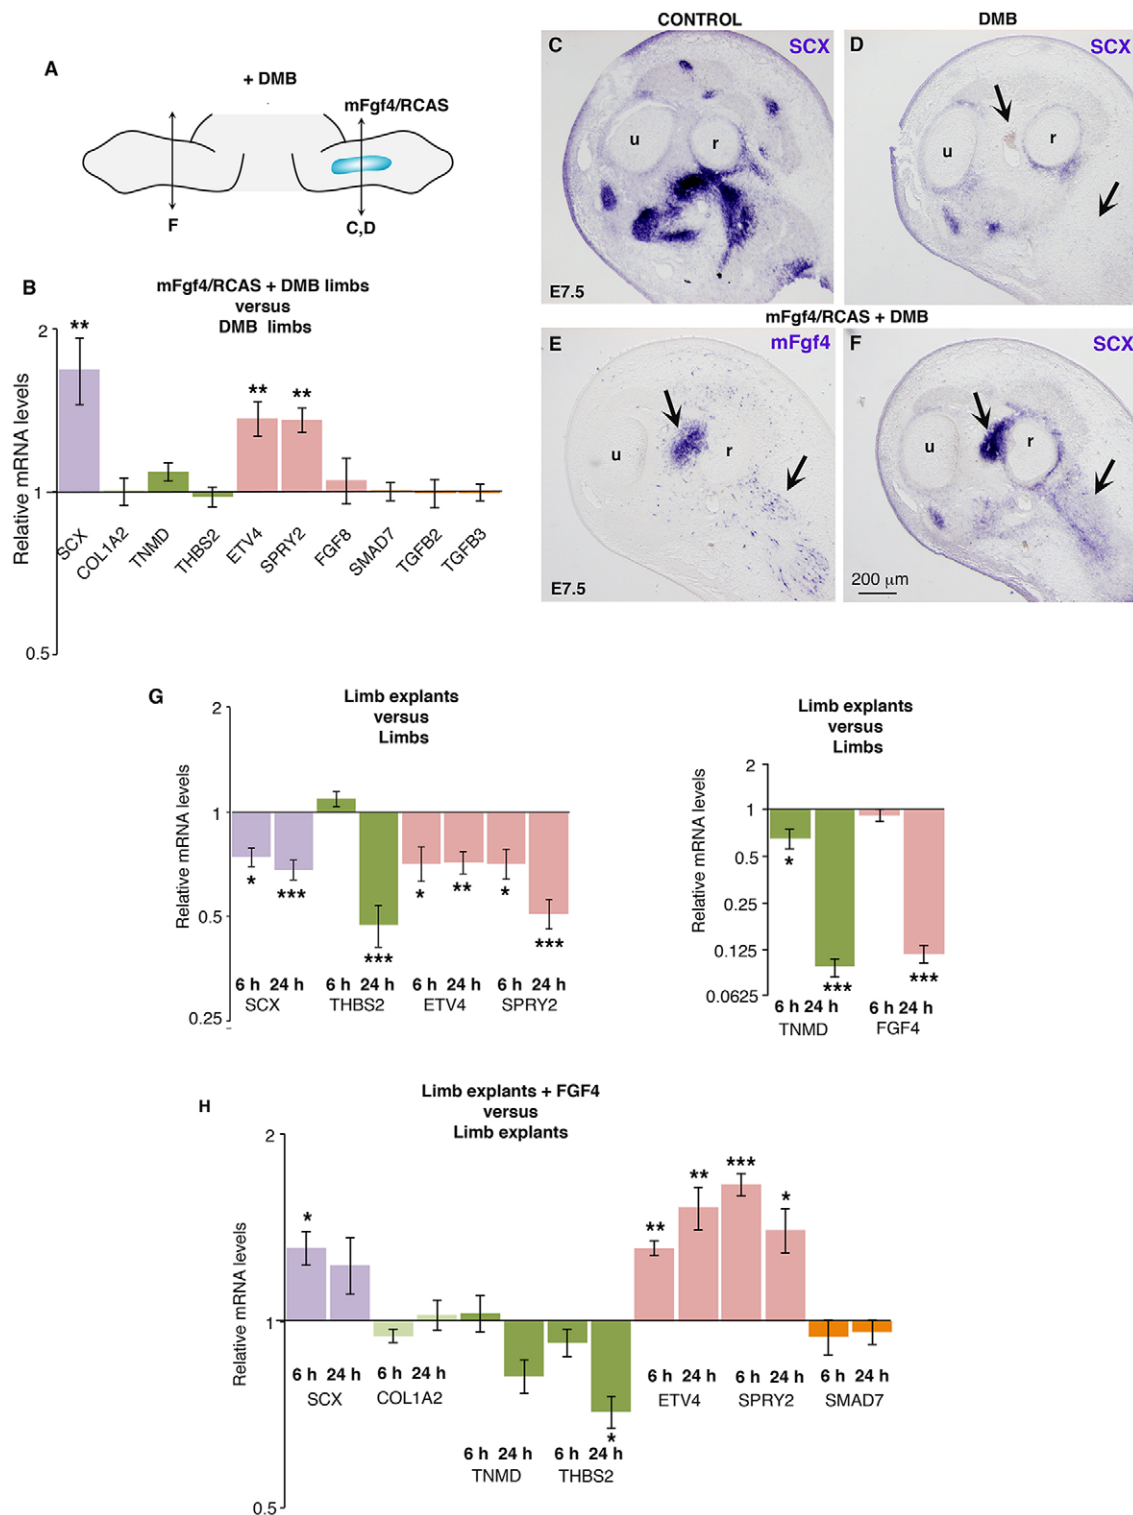 A
+ DMB
mFgf4/RCAS
F
C,D
B
mFgf4/RCAS + DMB limbs
versus
DMB limbs
Relative mRNA levels
2
1
0.5
**
**
**
SCX
COL1A2
TNMD
THBS2
ETV4
SPRY2
FGF8
SMAD7
TGFB2
TGFB3
CONTROL
DMB
C
SCX
u
r
E7.5
D
SCX
u
r
mFgf4/RCAS + DMB
E
mFgf4
u
r
E7.5
F
SCX
u
r
200 µm
G
Limb explants
versus
Limbs
Relative mRNA levels
2
1
0.5
0.25
*
***
***
*
**
*
***
6 h 24 h 6 h 24 h 6 h 24 h 6 h 24 h
SCX THBS2 ETV4 SPRY2
Limb explants
versus
Limbs
Relative mRNA levels
2
1
0.5
0.25
0.125
0.0625
*
***
***
6 h 24 h 6 h 24 h
TNMD FGF4
H
Limb explants + FGF4
versus
Limb explants
Relative mRNA levels
2
1
0.5
*
**
**
***
*
*
6 h 24 h 6 h 24 h 6 h 24 h 6 h 24 h 6 h 24 h
SCX COL1A2 ETV4 SPRY2 SMAD7
6 h 24 h 6 h 24 h
TNMD THBS2